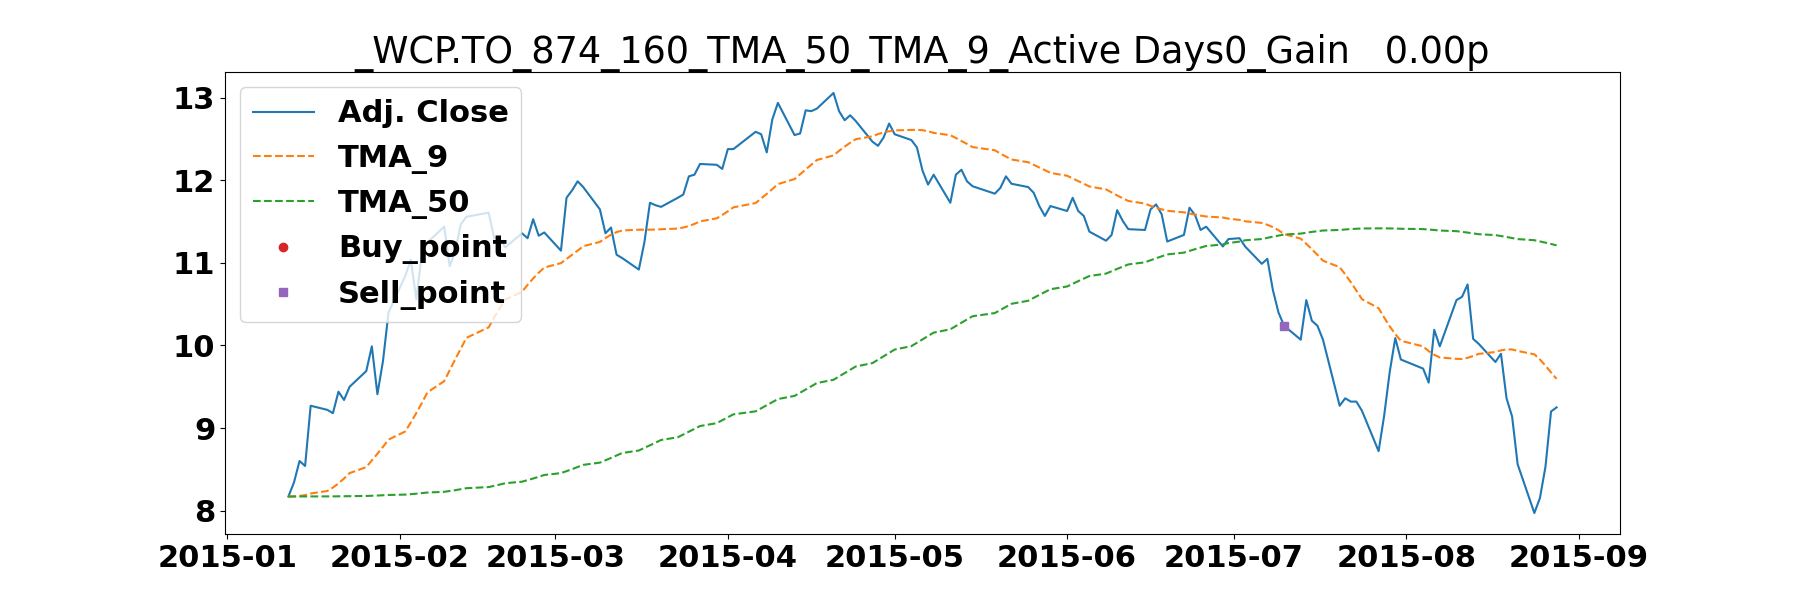 _WCP.TO_874_160_TMA_50_TMA_9_Active Days0_Gain   0.00p
13
12
11
10
9
8
Adj. Close
TMA_9
TMA_50
Buy_point
Sell_point
2015-01 2015-02 2015-03 2015-04 2015-05 2015-06 2015-07 2015-08 2015-09